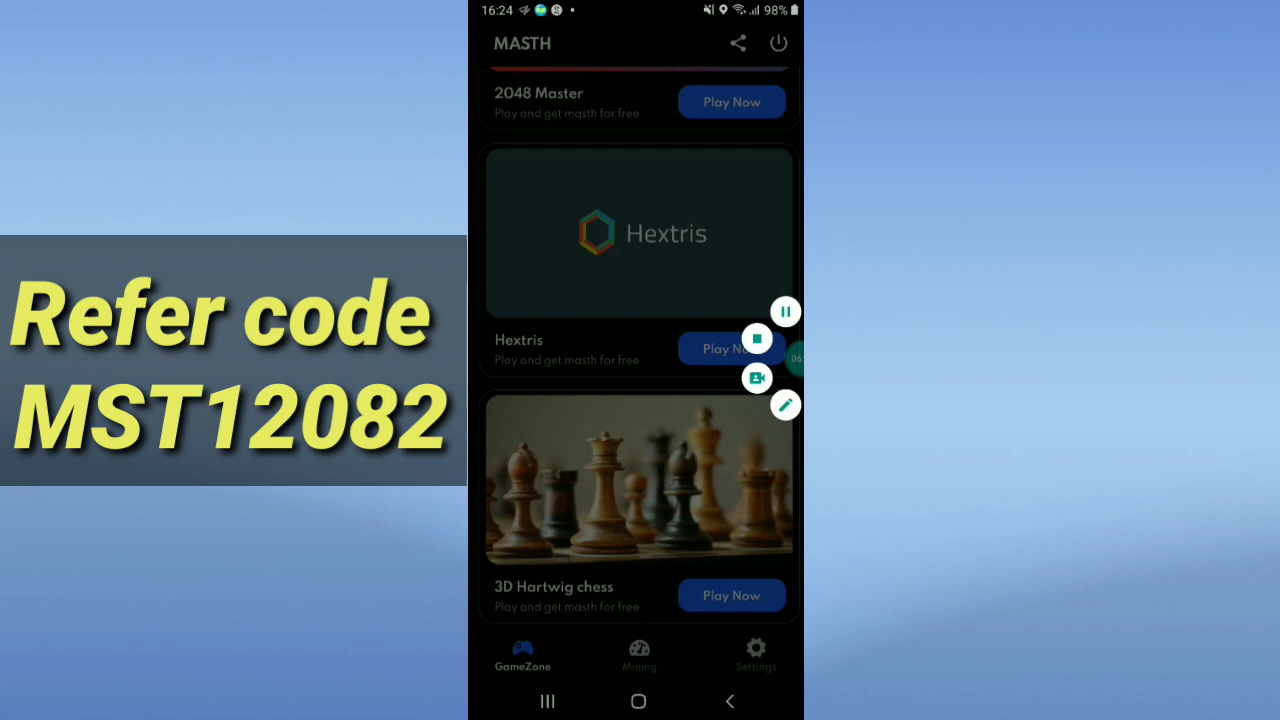 16:24
98%
MASTH
2048 Master
Play and get masth for free
Play Now
Hextris
Hextris
Play and get masth for free
Play
06:
3D Hartwig chess
Play and get masth for free
Play Now
GameZone
Mining
Settings
Refer code
MST12082